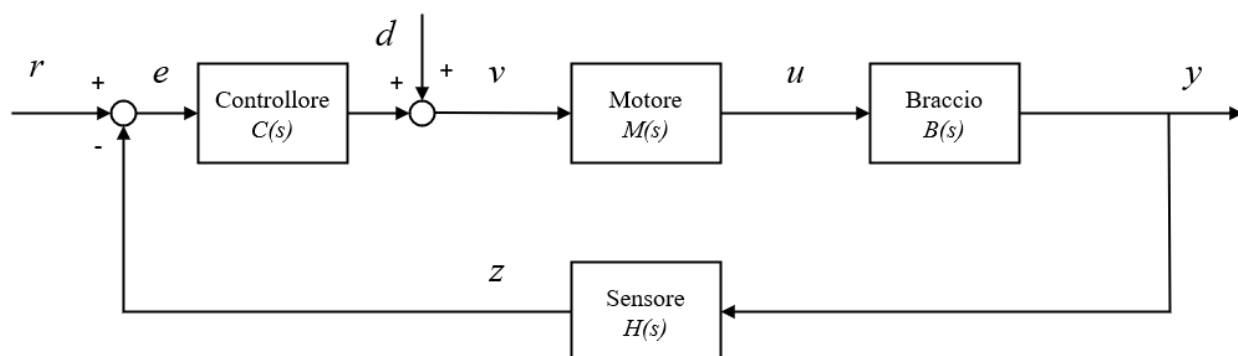 r
+
-
e
Controllore
C(s)
d
+
+
v
Motore
M(s)
u
Braccio
B(s)
y
z
Sensore
H(s)